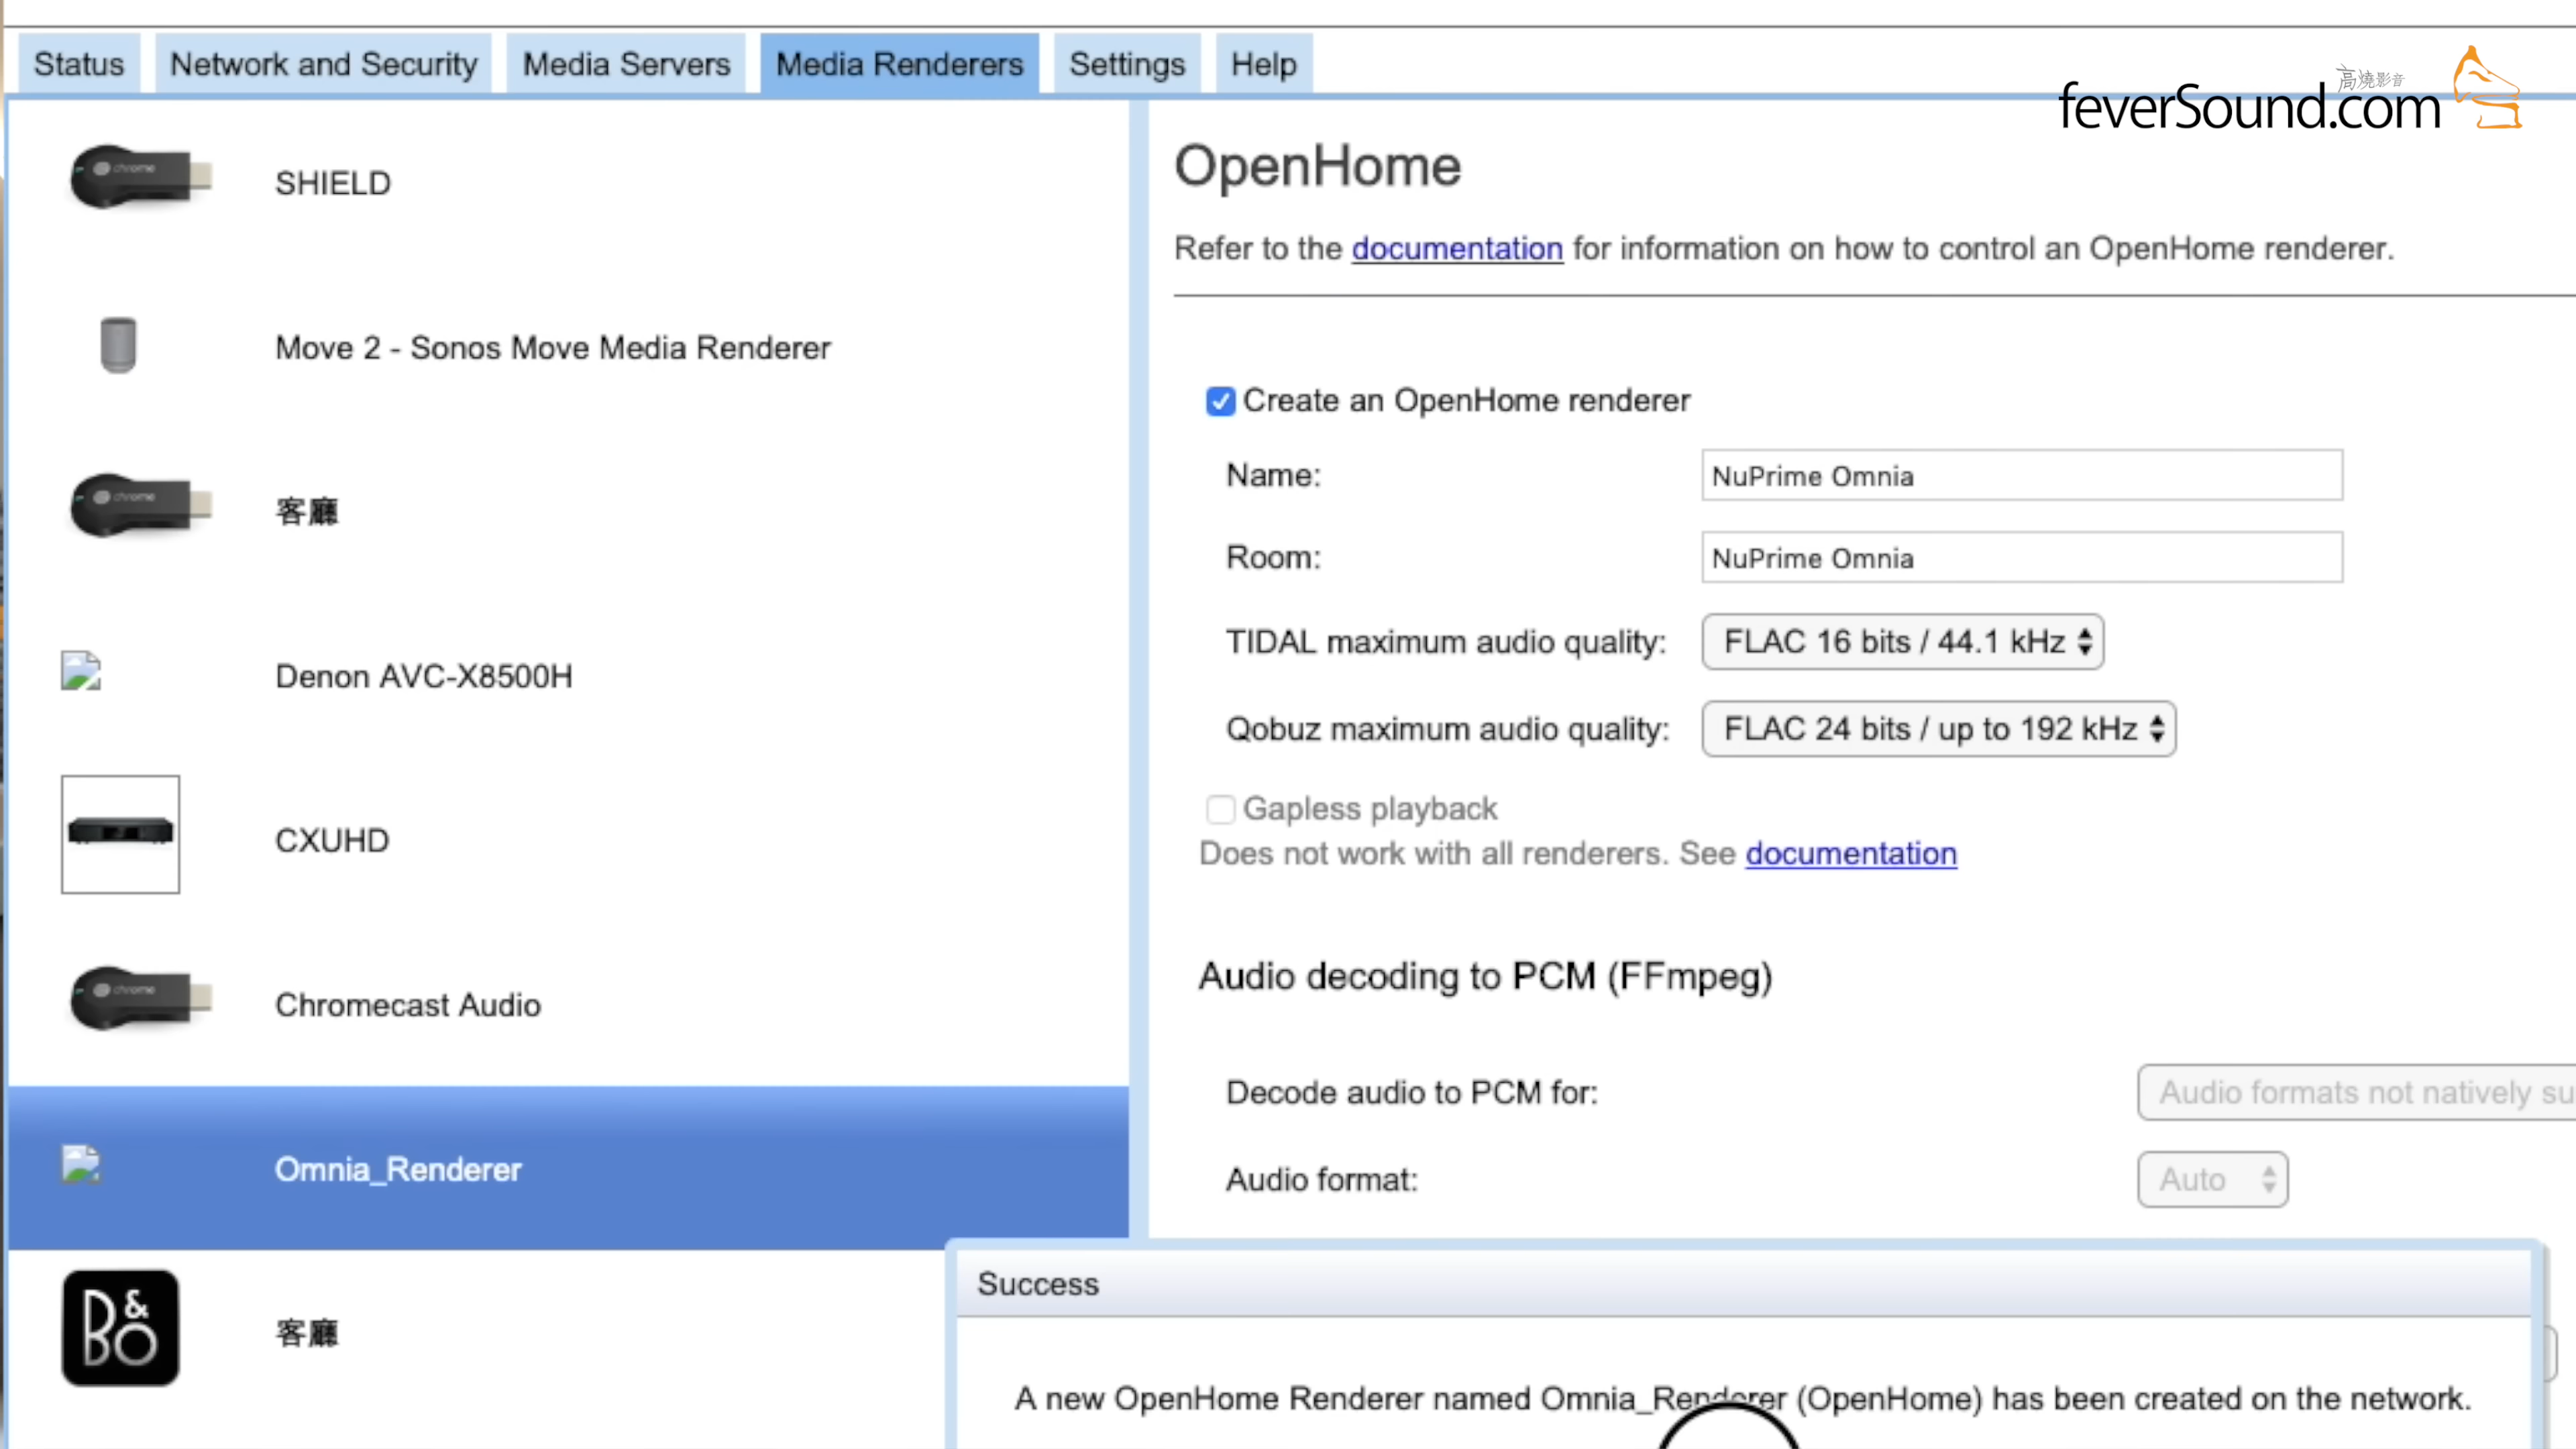 Status
Network and Security
Media Servers
Media Renderers
Settings
Help
高燒影音
feverSound.com
chrome
SHIELD
Move 2 - Sonos Move Media Renderer
chrome
客廳
Denon AVC-X8500H
CXUHD
chrome
Chromecast Audio
Omnia_Renderer
B&O
客廳
OpenHome
Refer to the documentation for information on how to control an OpenHome renderer.
Create an OpenHome renderer
Name: NuPrime Omnia
Room: NuPrime Omnia
TIDAL maximum audio quality: FLAC 16 bits / 44.1 kHz
Qobuz maximum audio quality: FLAC 24 bits / up to 192 kHz
Gapless playback
Does not work with all renderers. See documentation
Audio decoding to PCM (FFmpeg)
Decode audio to PCM for: Audio formats not natively su
Audio format: Auto
Success
A new OpenHome Renderer named Omnia_Renderer (OpenHome) has been created on the network.